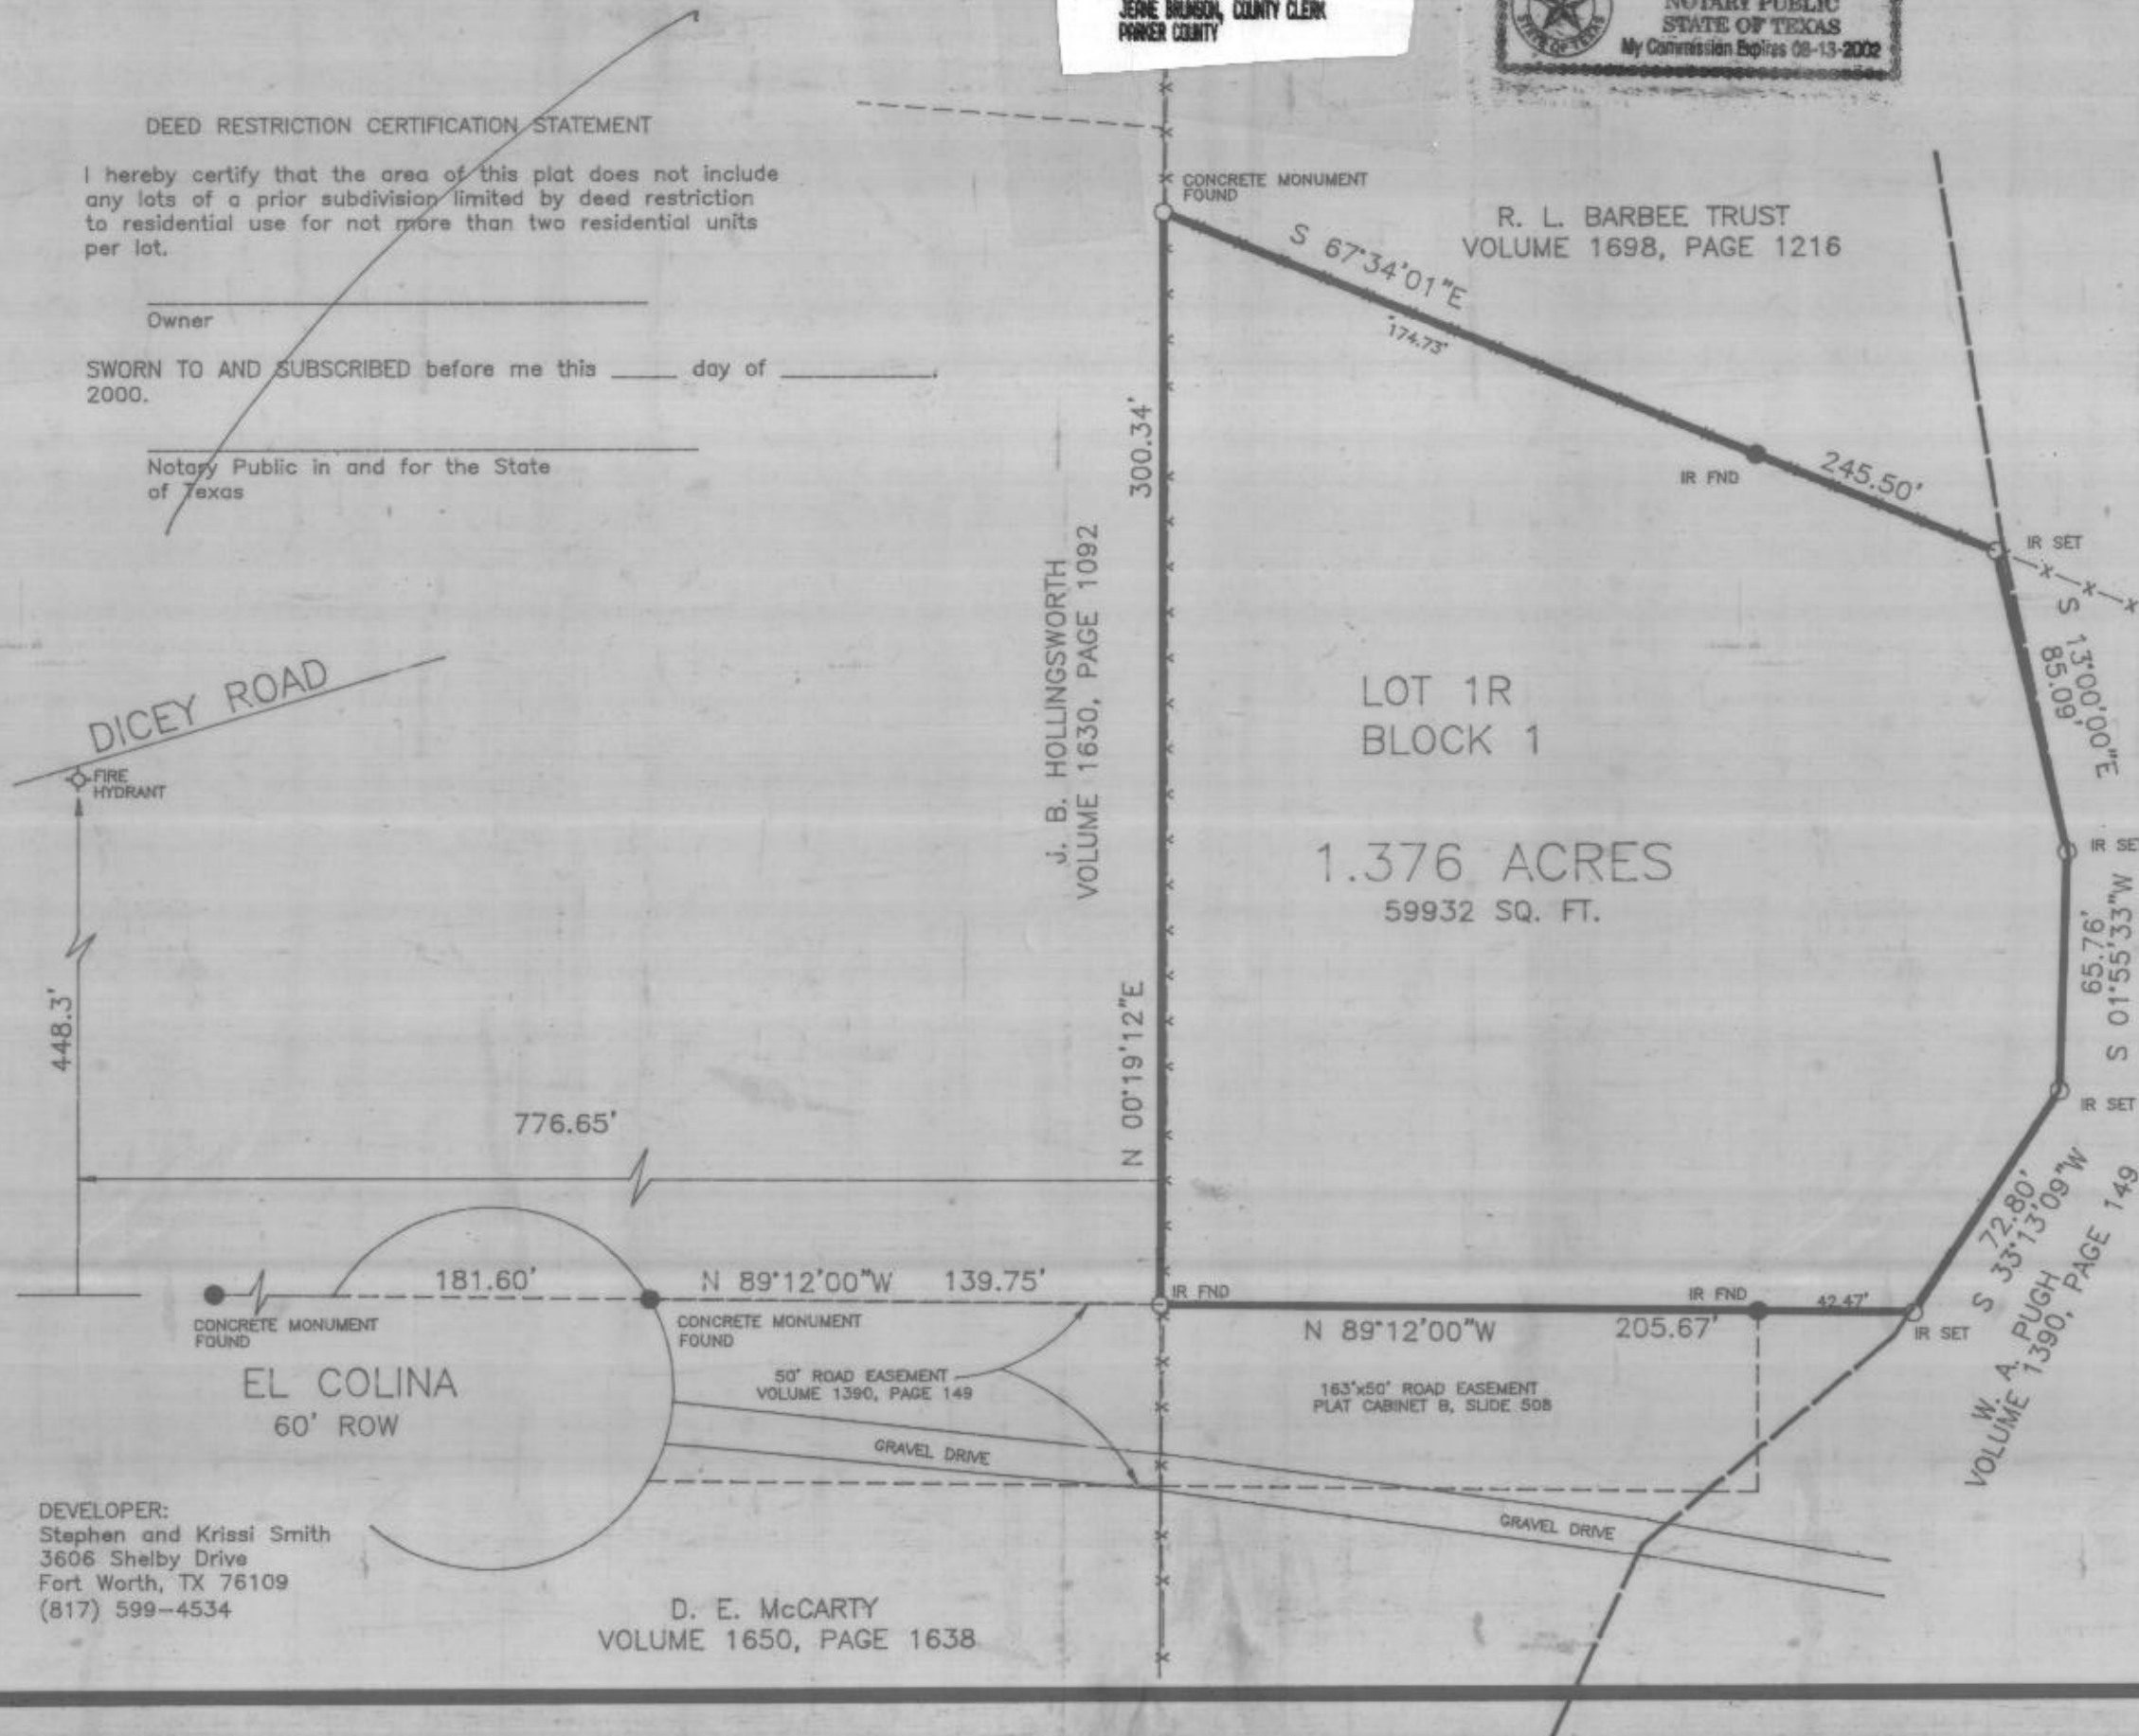 JEANE BRUNSON, COUNTY CLERK
PARKER COUNTY
NOTARY PUBLIC
STATE OF TEXAS
My Commission Expires 08-13-2002
STATE OF TEXAS
DEED RESTRICTION CERTIFICATION STATEMENT
I hereby certify that the area of this plat does not include
any lots of a prior subdivision limited by deed restriction
to residential use for not more than two residential units
per lot.
Owner
SWORN TO AND SUBSCRIBED before me this _____ day of ____________,
2000.
Notary Public in and for the State
of Texas
CONCRETE MONUMENT
FOUND
R. L. BARBEE TRUST
VOLUME 1698, PAGE 1216
S 67°34'01"E
174.73'
IR FND
245.50'
IR SET
S 13°00'00"E
85.09'
300.34'
J. B. HOLLINGSWORTH
VOLUME 1630, PAGE 1092
N 00°19'12"E
LOT 1R
BLOCK 1
1.376 ACRES
59932 SQ. FT.
IR SE
65.76'
S 01°55'33"W
IR SET
72.80'
S 33°13'09"W
W. A. PUGH
VOLUME 1390, PAGE 149
DICEY ROAD
FIRE
HYDRANT
448.3'
776.65'
181.60'
N 89°12'00"W 139.75'
IR FND
IR FND
42.47'
IR SET
N 89°12'00"W 205.67'
CONCRETE MONUMENT
FOUND
CONCRETE MONUMENT
FOUND
EL COLINA
60' ROW
50' ROAD EASEMENT
VOLUME 1390, PAGE 149
163'x50' ROAD EASEMENT
PLAT CABINET B, SLIDE 508
GRAVEL DRIVE
GRAVEL DRIVE
DEVELOPER:
Stephen and Krissi Smith
3606 Shelby Drive
Fort Worth, TX 76109
(817) 599-4534
D. E. McCARTY
VOLUME 1650, PAGE 1638